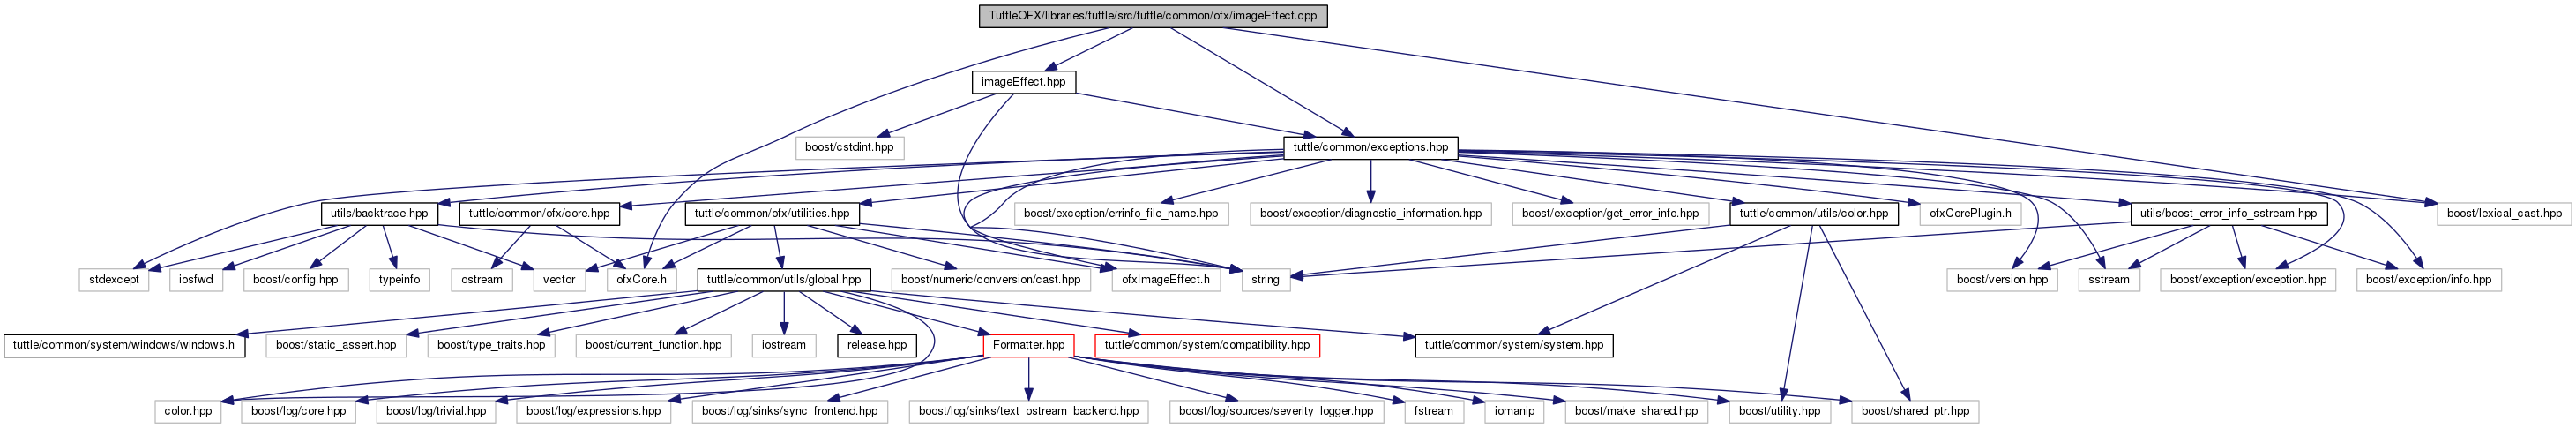 TuttleOFX/libraries/tuttle/src/tuttle/common/ofx/imageEffect.cpp
imageEffect.hpp
boost/cstdint.hpp
tuttle/common/exceptions.hpp
utils/backtrace.hpp
tuttle/common/ofx/core.hpp
tuttle/common/ofx/utilities.hpp
boost/exception/errinfo_file_name.hpp
boost/exception/diagnostic_information.hpp
boost/exception/get_error_info.hpp
tuttle/common/utils/color.hpp
ofxCorePlugin.h
utils/boost_error_info_sstream.hpp
boost/lexical_cast.hpp
stdexcept
iosfwd
boost/config.hpp
typeinfo
ostream
vector
ofxCore.h
tuttle/common/utils/global.hpp
boost/numeric/conversion/cast.hpp
ofxImageEffect.h
string
boost/version.hpp
sstream
boost/exception/exception.hpp
boost/exception/info.hpp
tuttle/common/system/windows/windows.h
boost/static_assert.hpp
boost/type_traits.hpp
boost/current_function.hpp
iostream
release.hpp
Formatter.hpp
tuttle/common/system/compatibility.hpp
tuttle/common/system/system.hpp
color.hpp
boost/log/core.hpp
boost/log/trivial.hpp
boost/log/expressions.hpp
boost/log/sinks/sync_frontend.hpp
boost/log/sinks/text_ostream_backend.hpp
boost/log/sources/severity_logger.hpp
fstream
iomanip
boost/make_shared.hpp
boost/utility.hpp
boost/shared_ptr.hpp